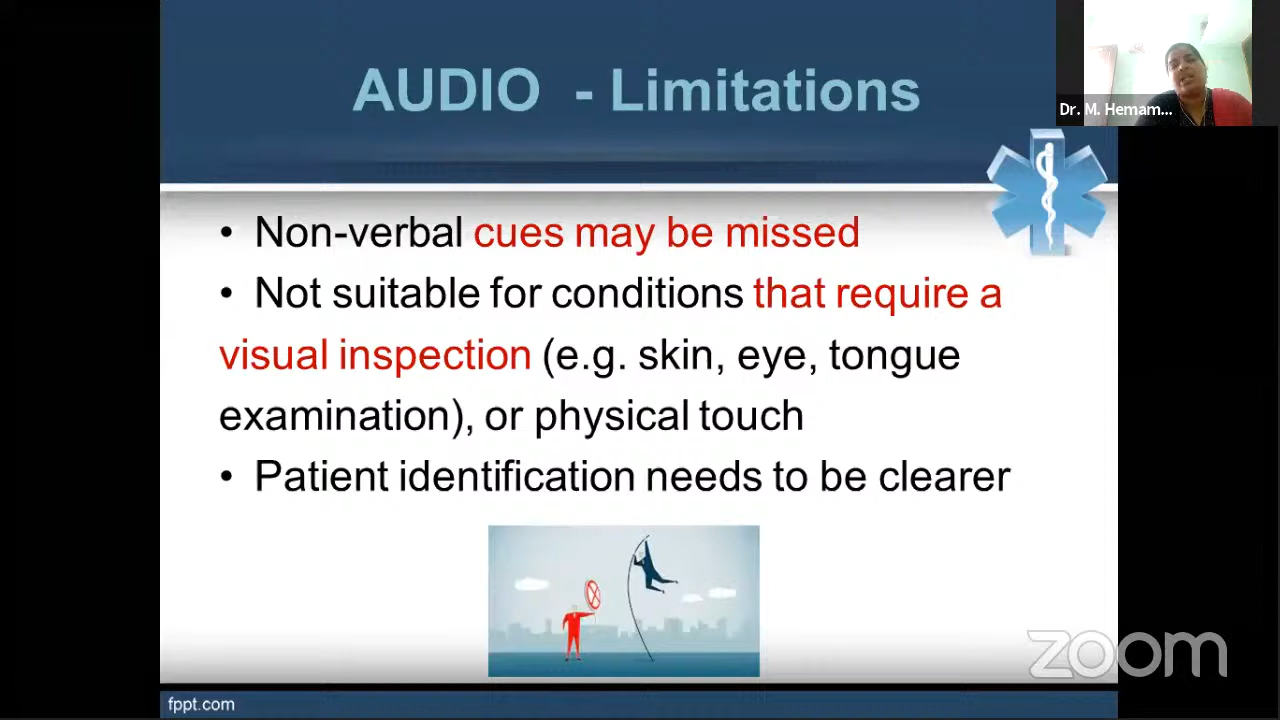 AUDIO - Limitations
Dr. M. Hemam...
• Non-verbal cues may be missed
• Not suitable for conditions that require a
visual inspection (e.g. skin, eye, tongue
examination), or physical touch
• Patient identification needs to be clearer
zoom
fppt.com